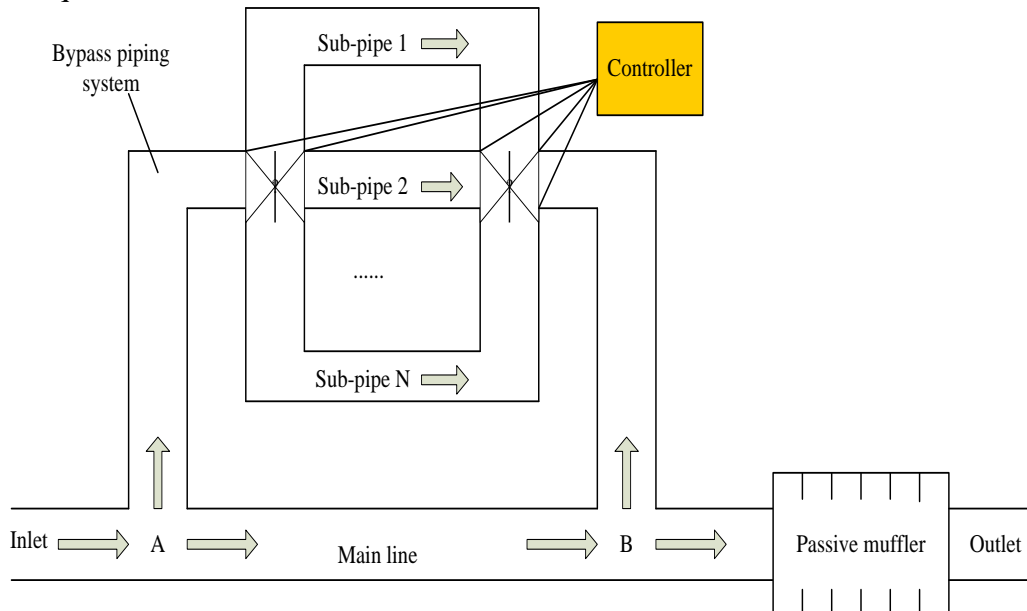 Sub-pipe 1
Bypass piping
system
Controller
Sub-pipe 2
......
Sub-pipe N
Inlet
A
Main line
B
Passive muffler
Outlet